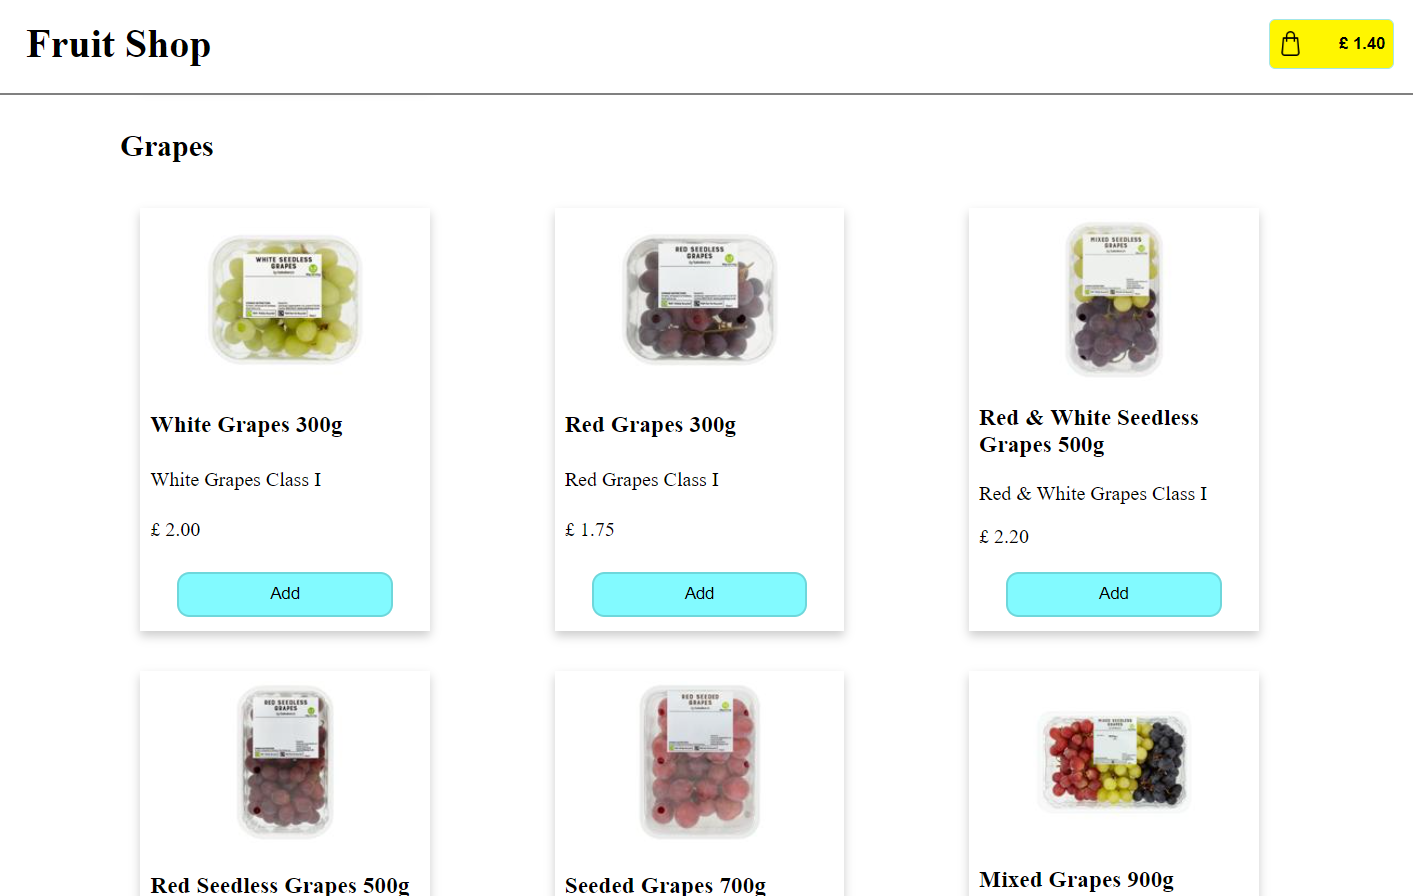 Fruit Shop
£ 1.40
Grapes
WHITE SEEDLESS
GRAPES
RED SEEDLESS
GRAPES
MIXED SEEDLESS
GRAPES
White Grapes 300g
Red Grapes 300g
Red & White Seedless
Grapes 500g
White Grapes Class I
Red Grapes Class I
Red & White Grapes Class I
£ 2.00
£ 1.75
£ 2.20
Add
Add
Add
RED SEEDLESS
GRAPES
RED SEEDED
GRAPES
MIXED SEEDLESS
GRAPES
Red Seedless Grapes 500g
Seeded Grapes 700g
Mixed Grapes 900g